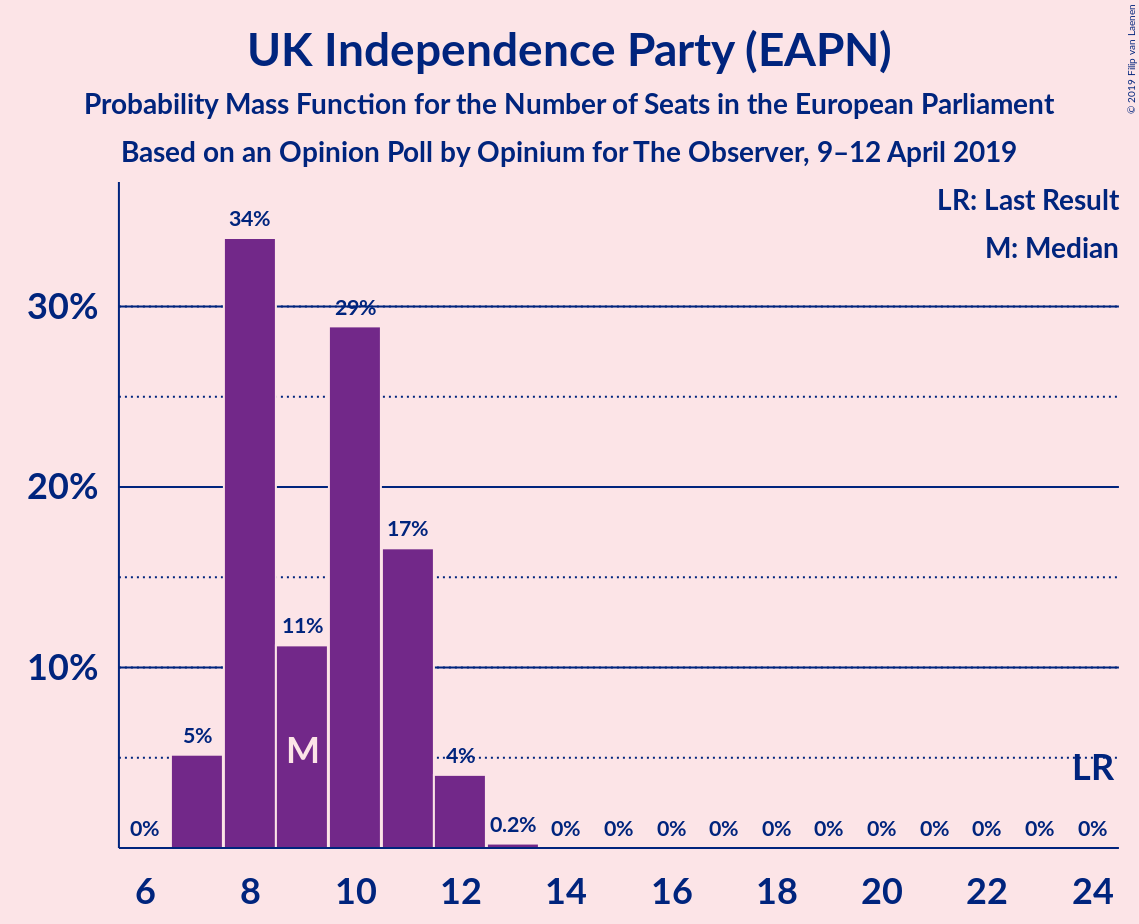 UK Independence Party (EAPN)
Probability Mass Function for the Number of Seats in the European Parliament
Based on an Opinion Poll by Opinium for The Observer, 9–12 April 2019
© 2019 Filip van Laenen
LR: Last Result
M: Median
34%
30%
29%
20%
17%
11%
10%
5%
M
4%
LR
0%
0.2%
0%
0%
0%
0%
0%
0%
0%
0%
0%
0%
0%
6 8 10 12 14 16 18 20 22 24